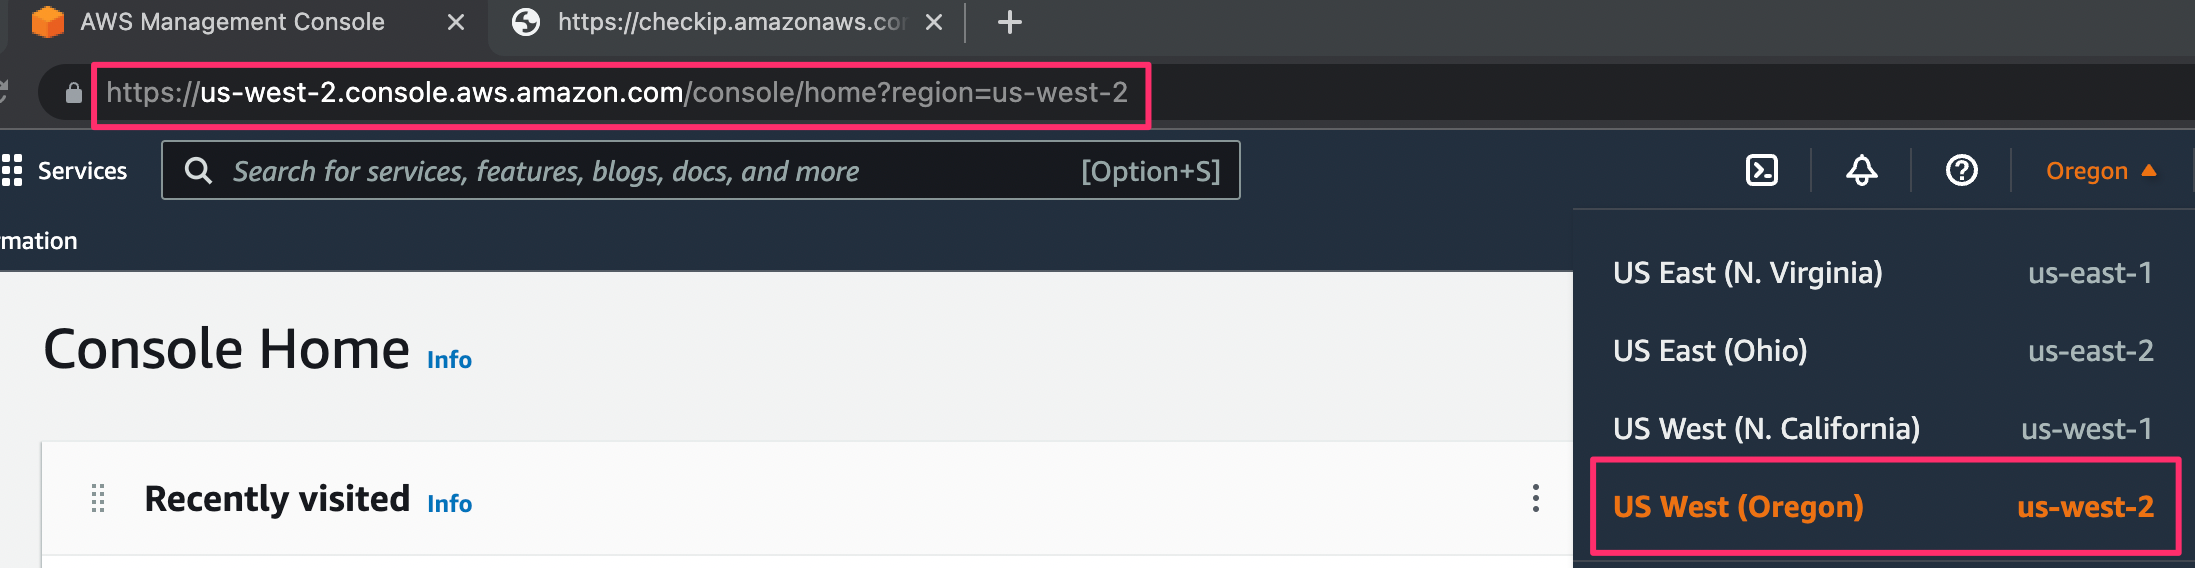 AWS Management Console
https://checkip.amazonaws.co
https://us-west-2.console.aws.amazon.com/console/home?region=us-west-2
Services
Search for services, features, blogs, docs, and more
[Option+S]
Oregon
rmation
US East (N. Virginia) us-east-1
US East (Ohio) us-east-2
US West (N. California) us-west-1
US West (Oregon) us-west-2
Console Home Info
Recently visited Info